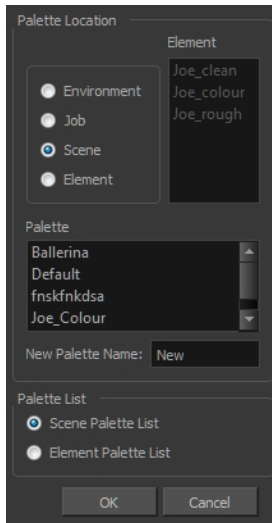 Palette Location
Element
Joe_clean
Joe_colour
Joe_rough
Environment
Job
Scene
Element
Palette
Ballerina
Default
fnskfnkdsa
Joe_Colour
New Palette Name: New
Palette List
Scene Palette List
Element Palette List
OK Cancel